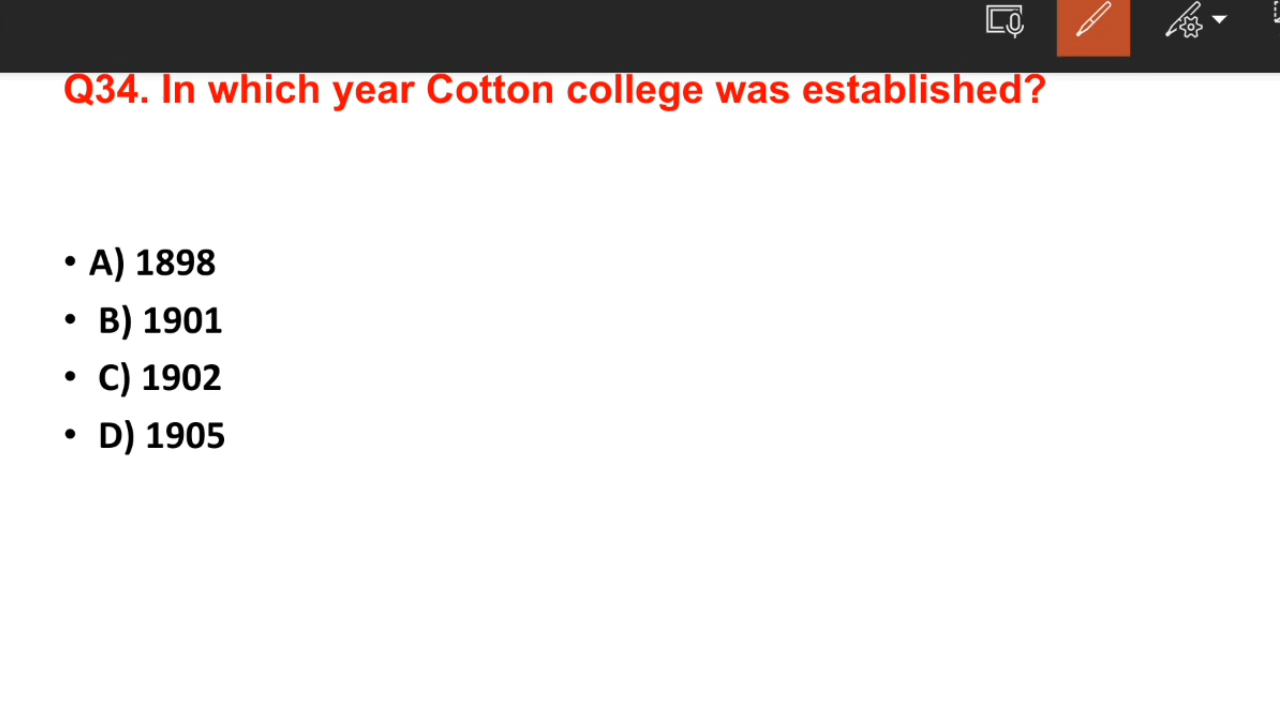 Q34. In which year Cotton college was established?
• A) 1898
• B) 1901
• C) 1902
• D) 1905